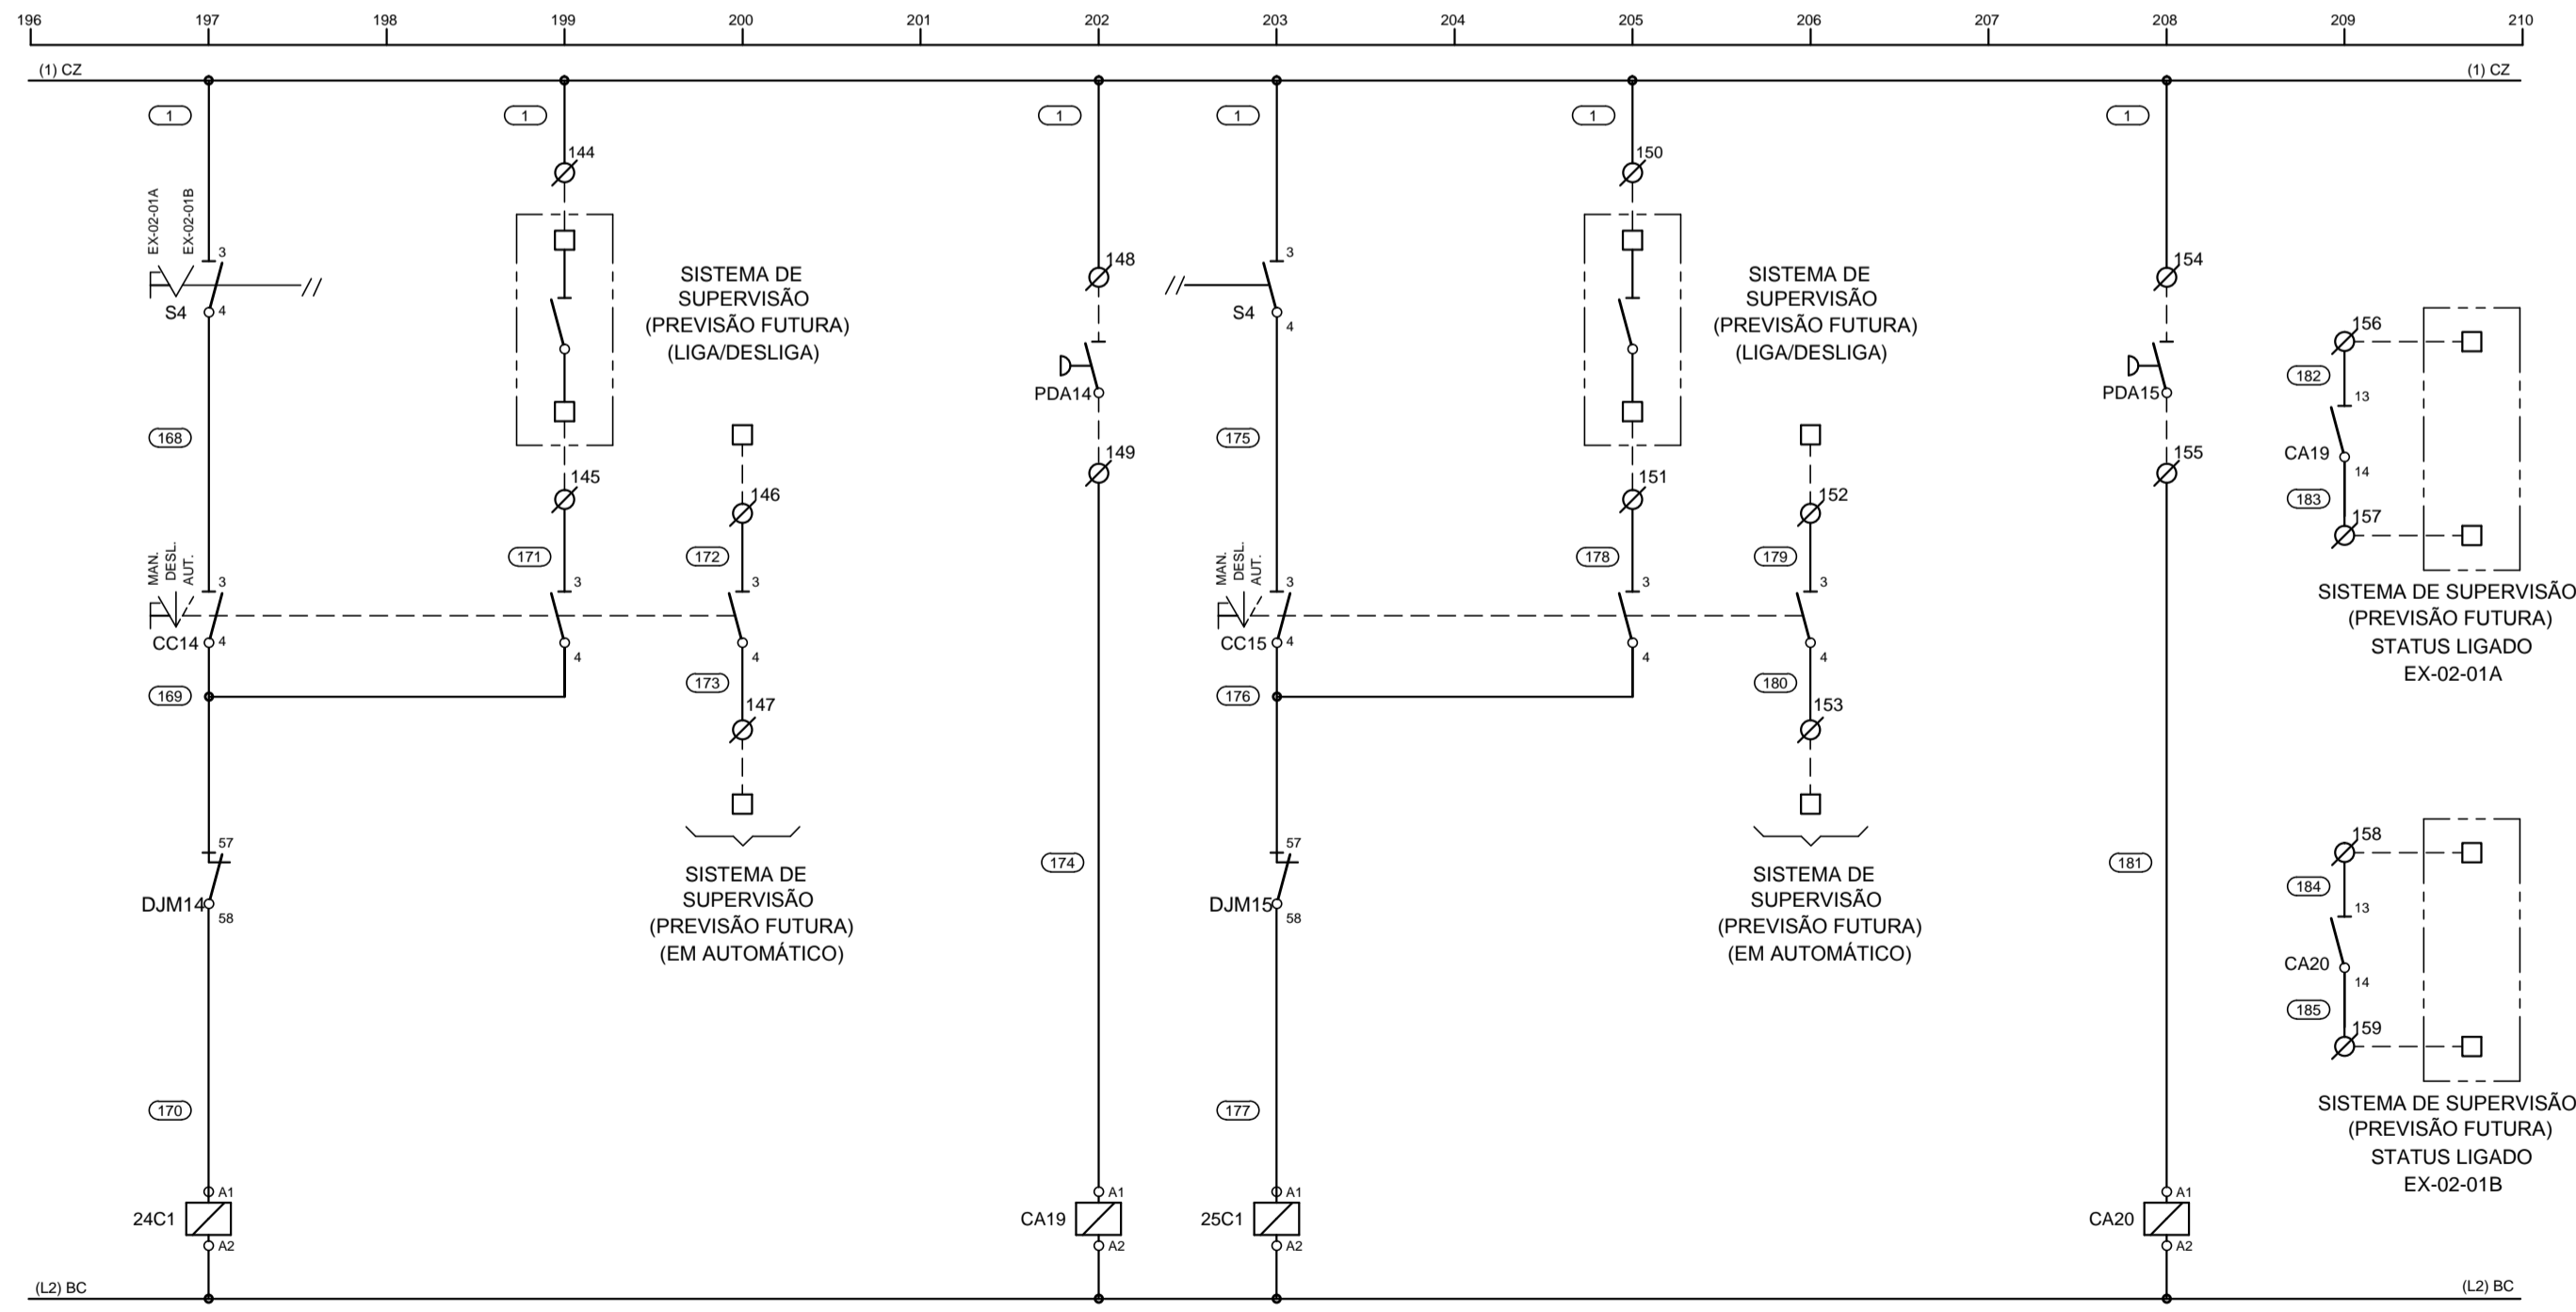 196 197 198 199 200 201 202 203 204 205 206 207 208 209 210
(1) CZ (1) CZ
1 1 1 1 1 1
144 150
EX-02-01A
EX-02-01B
3
S4
4
148
3
S4
4
154
SISTEMA DE
SUPERVISÃO
(PREVISÃO FUTURA)
(LIGA/DESLIGA)
SISTEMA DE
SUPERVISÃO
(PREVISÃO FUTURA)
(LIGA/DESLIGA)
PDA14
PDA15
168
149
175
155
145
146
151
152
156
182
13
CA19
14
183
157
SISTEMA DE SUPERVISÃO
(PREVISÃO FUTURA)
STATUS LIGADO
EX-02-01A
MAN.
DESL.
AUT.
171
172
3
3
3
CC14
4
4
4
169
173
147
MAN.
DESL.
AUT.
178
179
3
3
3
CC15
4
4
4
176
180
153
57
DJM14
58
SISTEMA DE
SUPERVISÃO
(PREVISÃO FUTURA)
(EM AUTOMÁTICO)
174
57
DJM15
58
SISTEMA DE
SUPERVISÃO
(PREVISÃO FUTURA)
(EM AUTOMÁTICO)
181
158
184
13
CA20
14
185
159
SISTEMA DE SUPERVISÃO
(PREVISÃO FUTURA)
STATUS LIGADO
EX-02-01B
170
177
A1
24C1
A2
A1
CA19
A2
A1
25C1
A2
A1
CA20
A2
(L2) BC (L2) BC